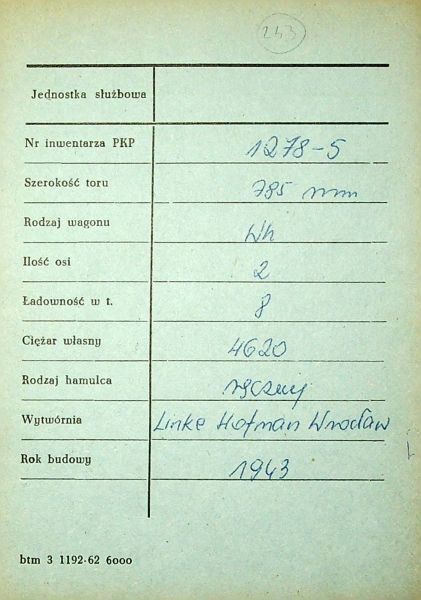 243
Jednostka służbowa
Nr inwentarza PKP 1278-5
Szerokość toru 785 mm
Rodzaj wagonu Wh
Ilość osi 2
Ładowność w t. 8
Ciężar własny 4620
Rodzaj hamulca ręczny
Wytwórnia Linke Hofman Wrocław
Rok budowy 1943
btm 3 1192-62 6000